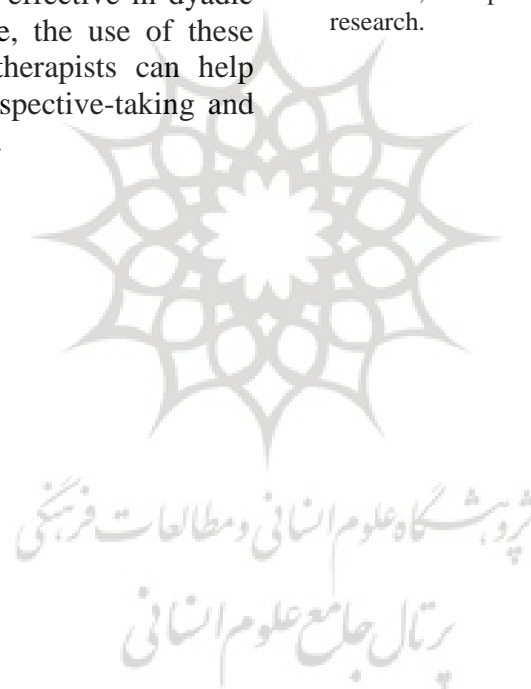 effective in dyadic
e, the use of these
therapists can help
spective-taking and
research.
پژوهشگاه علوم انسانی و مطالعات فرهنگی
پرتال جامع علوم انسانی